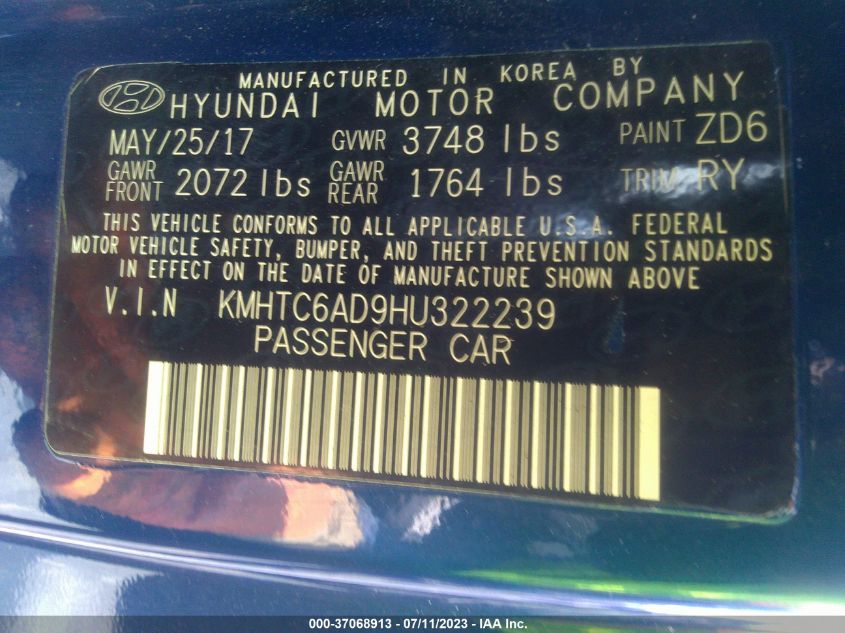 MANUFACTURED IN KOREA BY
HYUNDAI MOTOR COMPANY
MAY/25/17 GVWR 3748 lbs PAINT ZD6
GAWR FRONT 2072 lbs GAWR REAR 1764 lbs TRIM RY
THIS VEHICLE CONFORMS TO ALL APPLICABLE U.S.A. FEDERAL
MOTOR VEHICLE SAFETY, BUMPER, AND THEFT PREVENTION STANDARDS
IN EFFECT ON THE DATE OF MANUFACTURE SHOWN ABOVE
V.I.N KMHTC6AD9HU322239
PASSENGER CAR
000-37068913 - 07/11/2023 - IAA Inc.